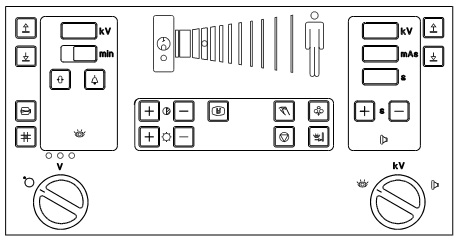 kV
min
kV
mAs
s
+ −
+ −
M
+ s −
V
kV